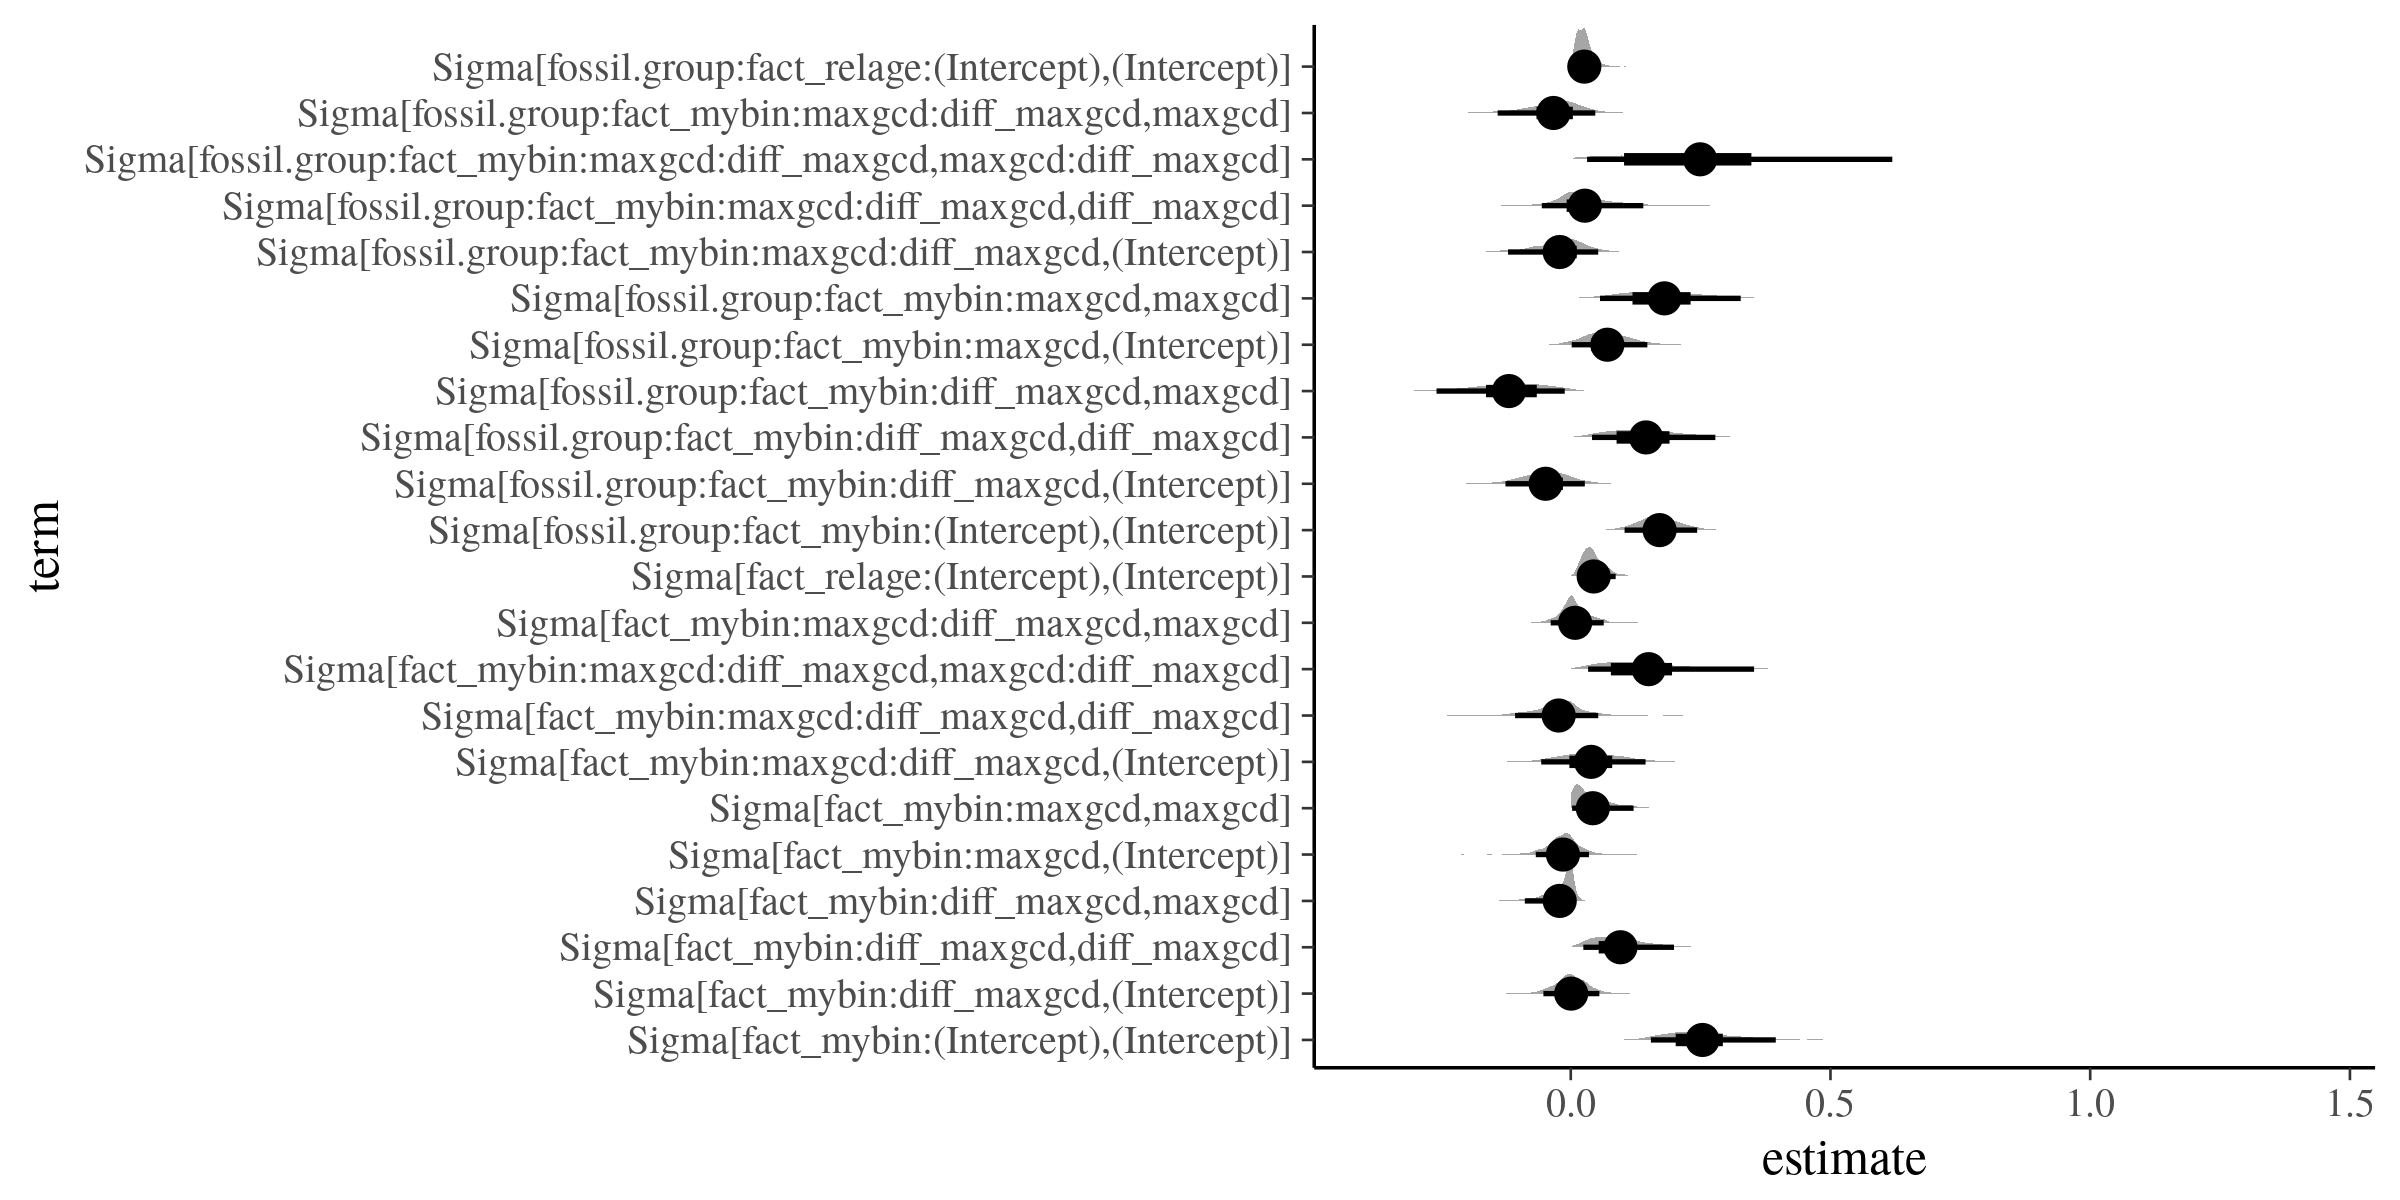 Sigma[fossil.group:fact_relage:(Intercept),(Intercept)]
Sigma[fossil.group:fact_mybin:maxgcd:diff_maxgcd,maxgcd]
Sigma[fossil.group:fact_mybin:maxgcd:diff_maxgcd,maxgcd:diff_maxgcd]
Sigma[fossil.group:fact_mybin:maxgcd:diff_maxgcd,diff_maxgcd]
Sigma[fossil.group:fact_mybin:maxgcd:diff_maxgcd,(Intercept)]
Sigma[fossil.group:fact_mybin:maxgcd,maxgcd]
Sigma[fossil.group:fact_mybin:maxgcd,(Intercept)]
Sigma[fossil.group:fact_mybin:diff_maxgcd,maxgcd]
Sigma[fossil.group:fact_mybin:diff_maxgcd,diff_maxgcd]
Sigma[fossil.group:fact_mybin:diff_maxgcd,(Intercept)]
Sigma[fossil.group:fact_mybin:(Intercept),(Intercept)]
Sigma[fact_relage:(Intercept),(Intercept)]
Sigma[fact_mybin:maxgcd:diff_maxgcd,maxgcd]
Sigma[fact_mybin:maxgcd:diff_maxgcd,maxgcd:diff_maxgcd]
Sigma[fact_mybin:maxgcd:diff_maxgcd,diff_maxgcd]
Sigma[fact_mybin:maxgcd:diff_maxgcd,(Intercept)]
Sigma[fact_mybin:maxgcd,maxgcd]
Sigma[fact_mybin:maxgcd,(Intercept)]
Sigma[fact_mybin:diff_maxgcd,maxgcd]
Sigma[fact_mybin:diff_maxgcd,diff_maxgcd]
Sigma[fact_mybin:diff_maxgcd,(Intercept)]
Sigma[fact_mybin:(Intercept),(Intercept)]
term
0.0 0.5 1.0 1.5
estimate